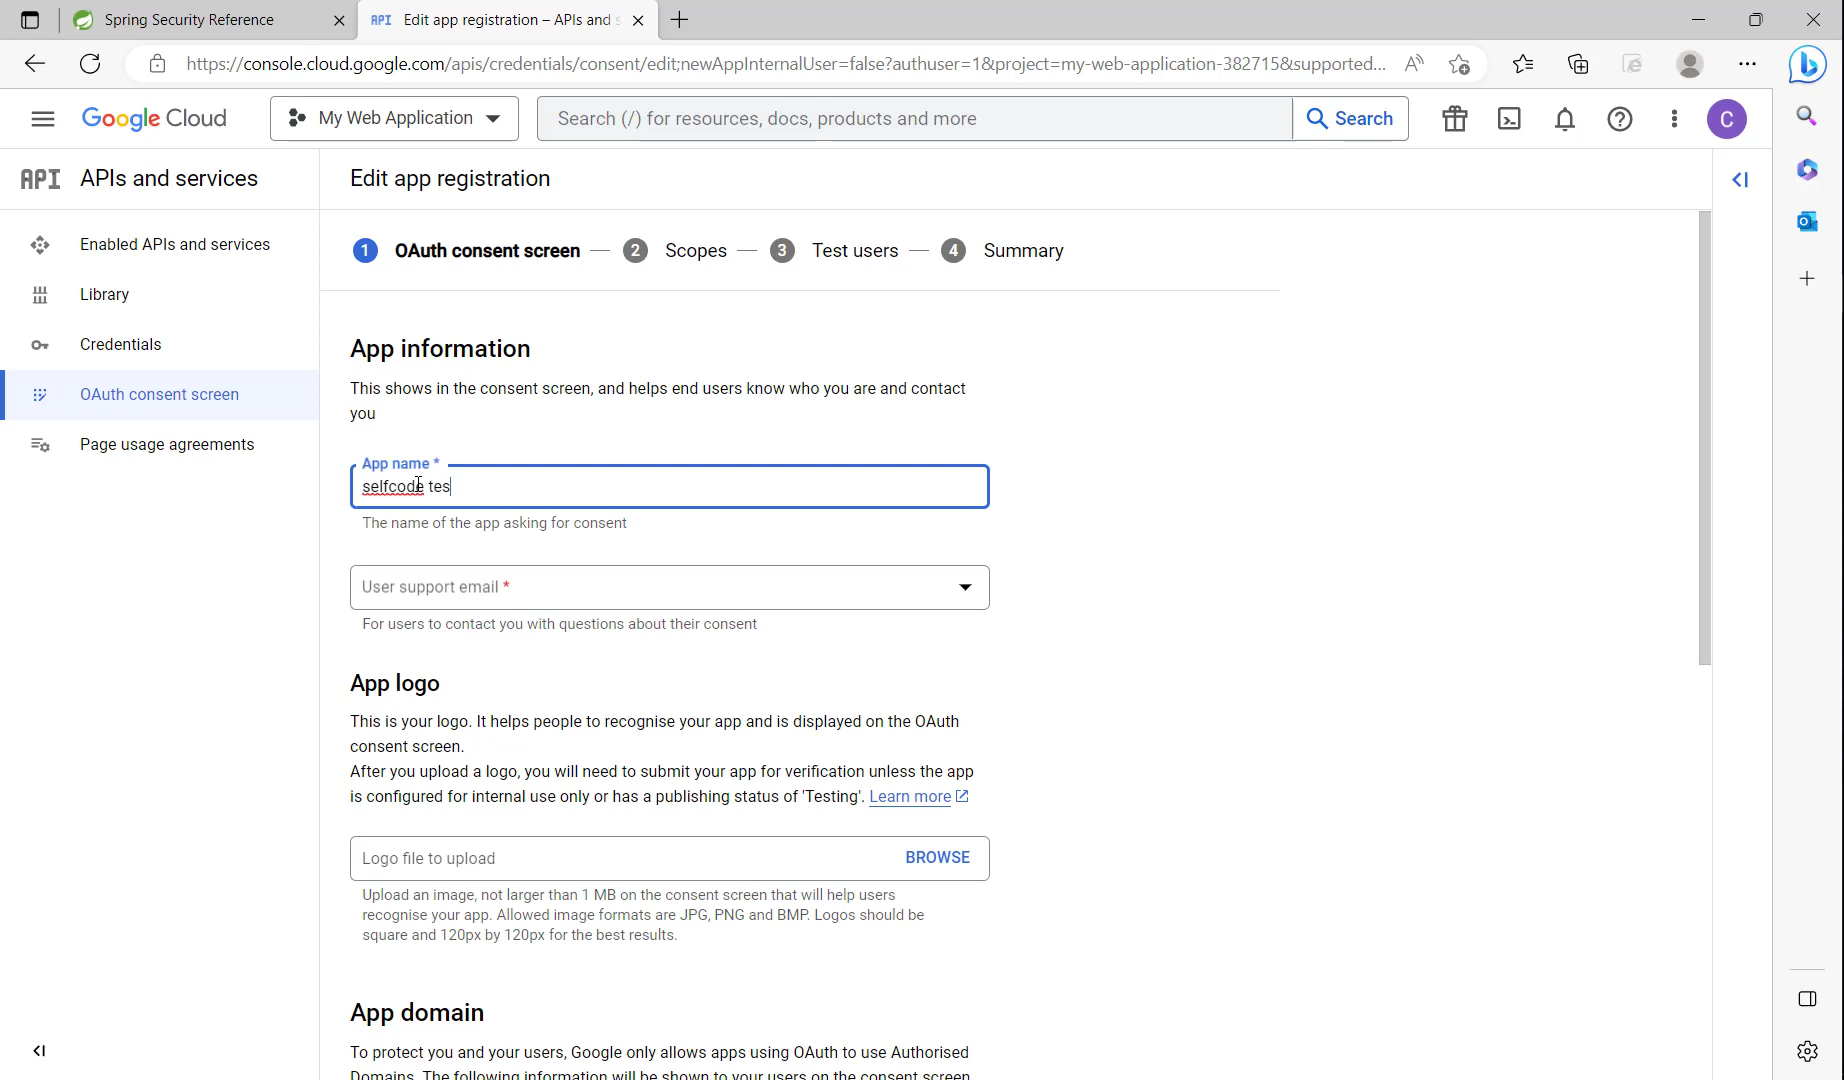 Spring Security Reference
API Edit app registration – APIs and s
https://console.cloud.google.com/apis/credentials/consent/edit;newAppInternalUser=false?authuser=1&project=my-web-application-382715&supported...
Google Cloud
My Web Application
Search (/) for resources, docs, products and more
Search
C
API APIs and services
Edit app registration
Enabled APIs and services
Library
Credentials
OAuth consent screen
Page usage agreements
1 OAuth consent screen — 2 Scopes — 3 Test users — 4 Summary
App information
This shows in the consent screen, and helps end users know who you are and contact
you
App name *
selfcode tes
The name of the app asking for consent
User support email *
For users to contact you with questions about their consent
App logo
This is your logo. It helps people to recognise your app and is displayed on the OAuth
consent screen.
After you upload a logo, you will need to submit your app for verification unless the app
is configured for internal use only or has a publishing status of 'Testing'. Learn more
Logo file to upload
BROWSE
Upload an image, not larger than 1 MB on the consent screen that will help users
recognise your app. Allowed image formats are JPG, PNG and BMP. Logos should be
square and 120px by 120px for the best results.
App domain
To protect you and your users, Google only allows apps using OAuth to use Authorised
Domains. The following information will be shown to your users on the consent screen